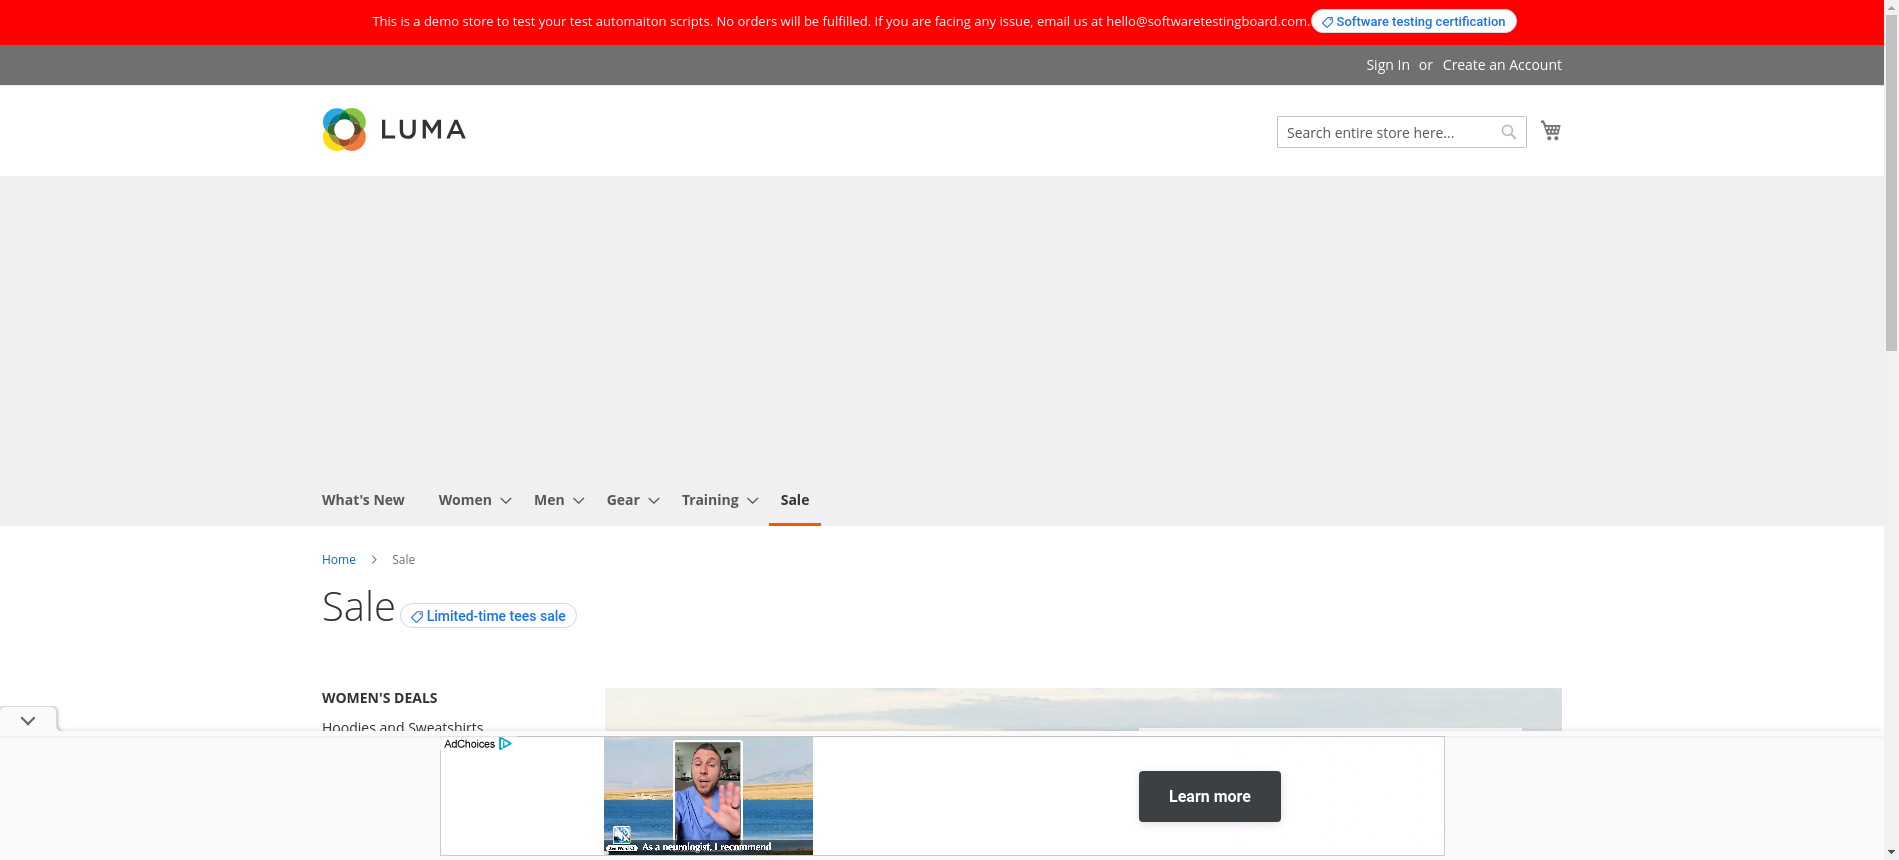 This is a demo store to test your test automaiton scripts. No orders will be fulfilled. If you are facing any issue, email us at hello@softwaretestingboard.com. Software testing certification
Sign In or Create an Account
LUMA
Search entire store here...
What's New Women Men Gear Training Sale
Home Sale
Sale Limited-time tees sale
WOMEN'S DEALS
Hoodies and Sweatshirts
AdChoices
Learn more
As a neurologist, I recommend